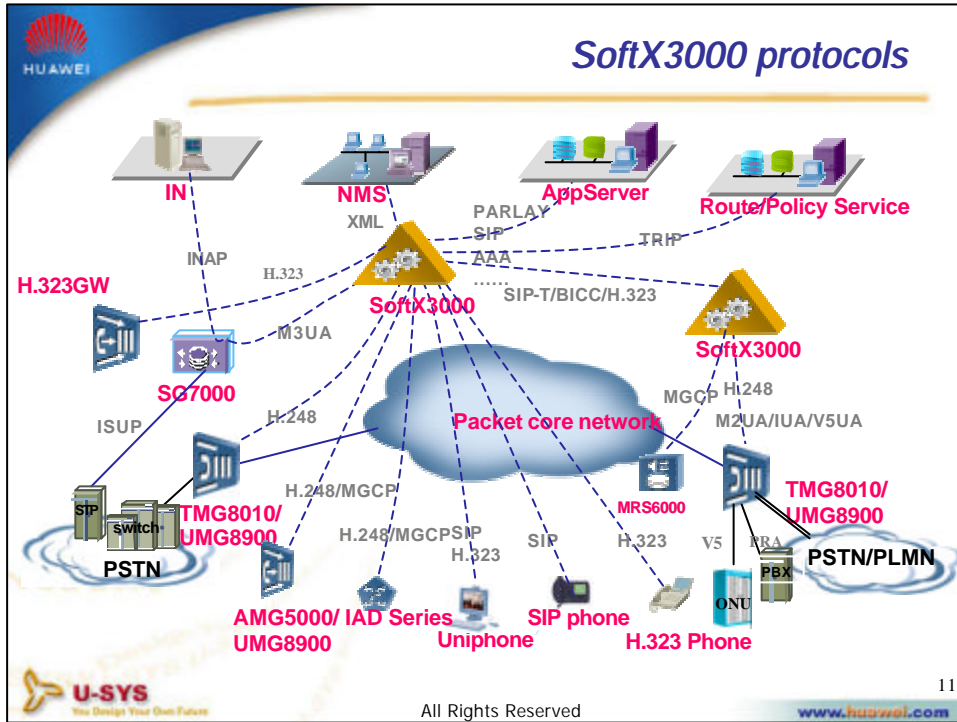 HUAWEI
SoftX3000 protocols
IN
NMS
AppServer
Route/Policy Service
XML
PARLAY
SIP
AAA
......
TRIP
INAP
H.323
H.323GW
SoftX3000
SIP-T/BICC/H.323
M3UA
SoftX3000
SG7000
MGCP
H.248
ISUP
H.248
Packet core network
M2UA/IUA/V5UA
STP
switch
TMG8010/
UMG8900
PSTN
H.248/MGCP
H.248/MGCP
SIP
H.323
SIP
H.323
MRS6000
TMG8010/
UMG8900
V5
PRA
PBX
PSTN/PLMN
ONU
AMG5000/
UMG8900
IAD Series
Uniphone
SIP phone
H.323 Phone
11
U-SYS
You Design Your Own Future
All Rights Reserved
www.huawei.com